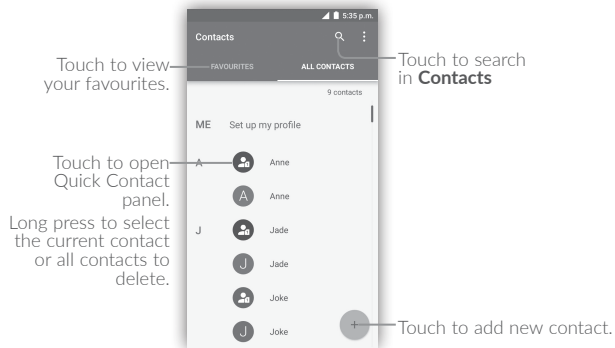 5:35 p.m.
Contacts
FAVOURITES
ALL CONTACTS
9 contacts
ME
Set up my profile
A
Anne
A
Anne
J
Jade
J
Jade
Joke
J
Joke
Touch to view
your favourites.
Touch to search
in Contacts
Touch to open
Quick Contact
panel.
Long press to select
the current contact
or all contacts to
delete.
Touch to add new contact.